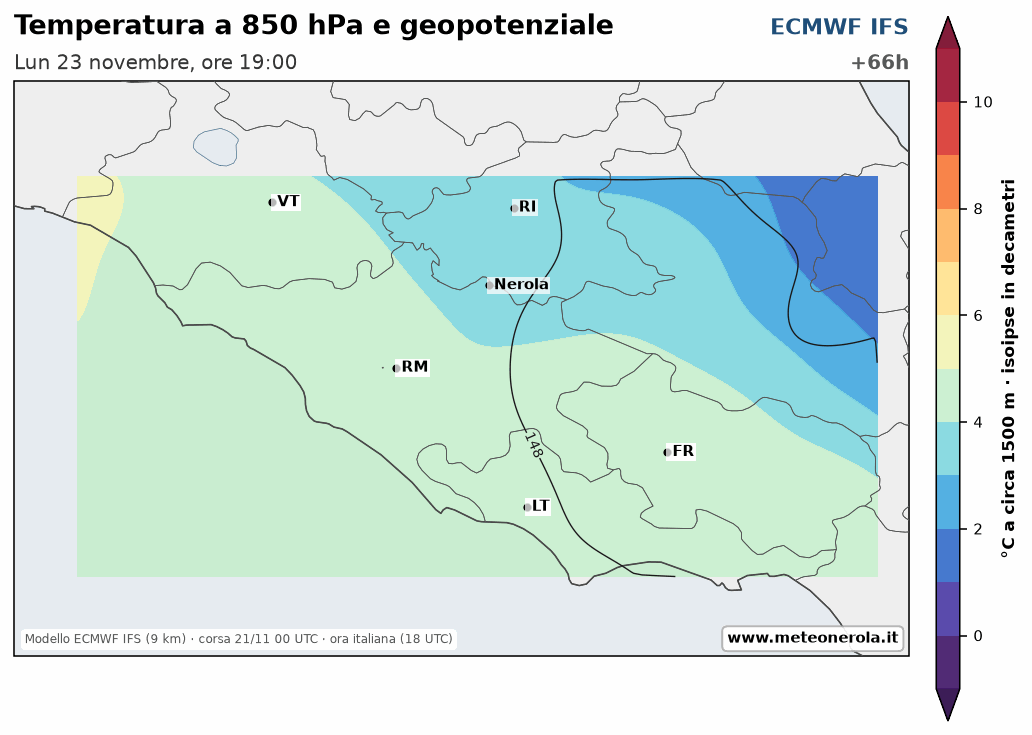 Temperatura a 850 hPa e geopotenziale
ECMWF IFS
Lun 23 novembre, ore 19:00
+66h
VT
RI
Nerola
RM
148
FR
LT
10
8
6
4
2
0
°C a circa 1500 m · isoipse in decametri
Modello ECMWF IFS (9 km) · corsa 21/11 00 UTC · ora italiana (18 UTC)
www.meteonerola.it